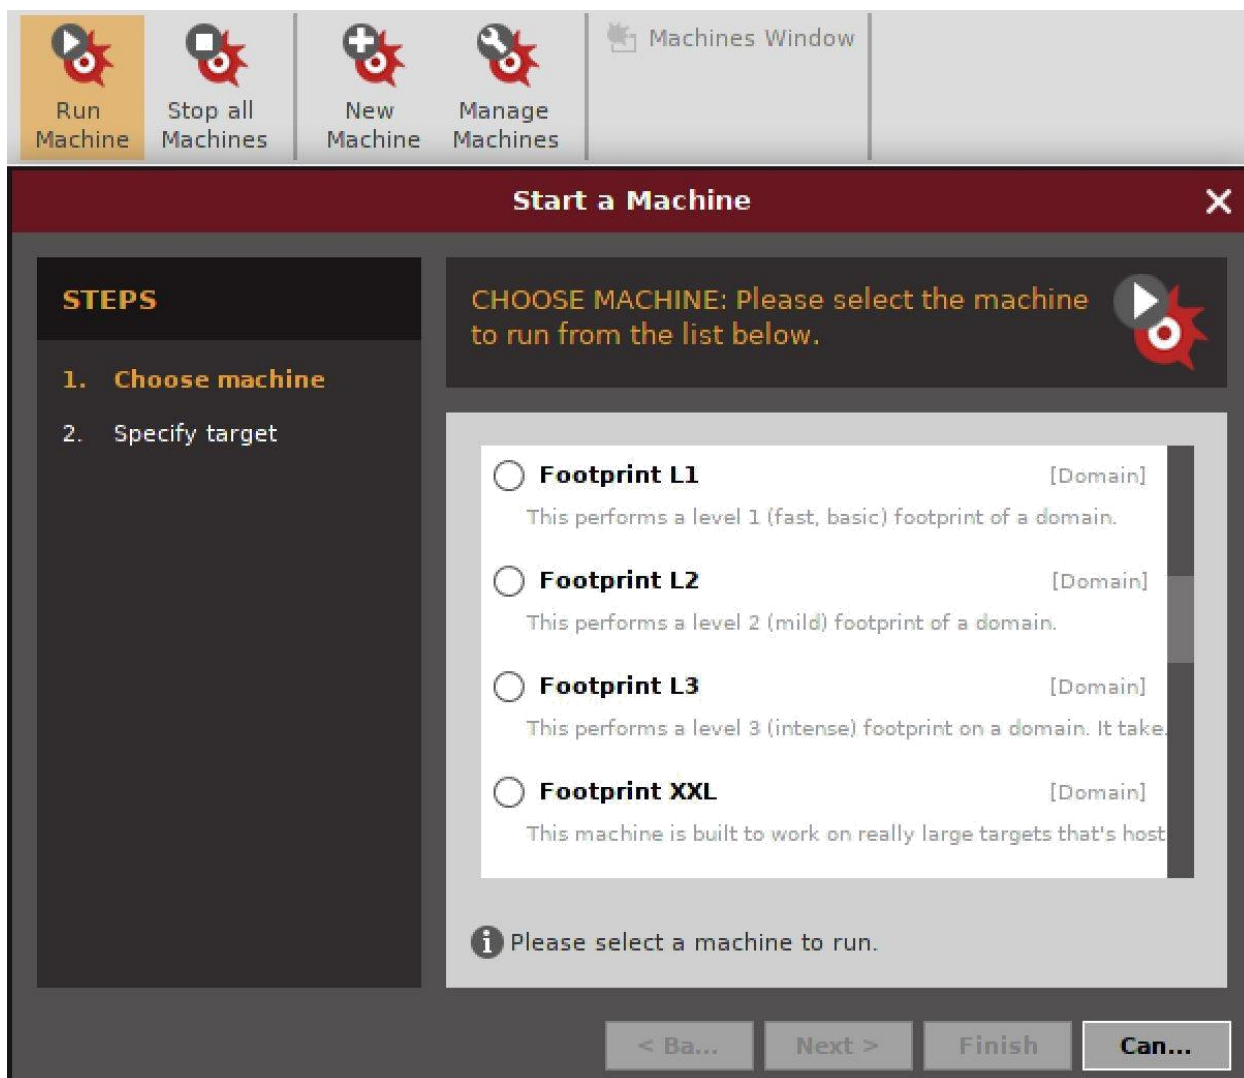 Run
Machine
Stop all
Machines
New
Machine
Manage
Machines
Machines Window
Start a Machine
STEPS
1. Choose machine
2. Specify target
CHOOSE MACHINE: Please select the machine
to run from the list below.
Footprint L1 [Domain]
This performs a level 1 (fast, basic) footprint of a domain.
Footprint L2 [Domain]
This performs a level 2 (mild) footprint of a domain.
Footprint L3 [Domain]
This performs a level 3 (intense) footprint on a domain. It take.
Footprint XXL [Domain]
This machine is built to work on really large targets that's host
Please select a machine to run.
< Ba... Next > Finish Can...